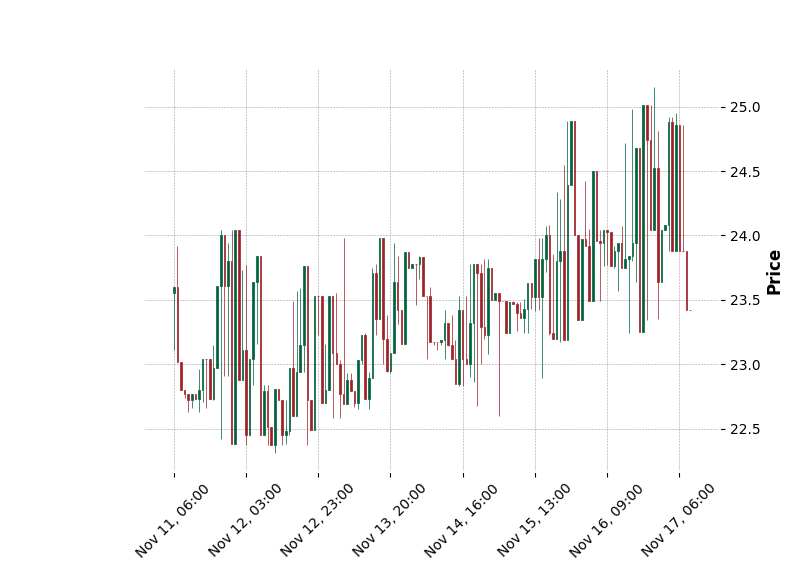 25.0
24.5
24.0
23.5
23.0
22.5
Price
Nov 11, 06:00
Nov 12, 03:00
Nov 12, 23:00
Nov 13, 20:00
Nov 14, 16:00
Nov 15, 13:00
Nov 16, 09:00
Nov 17, 06:00